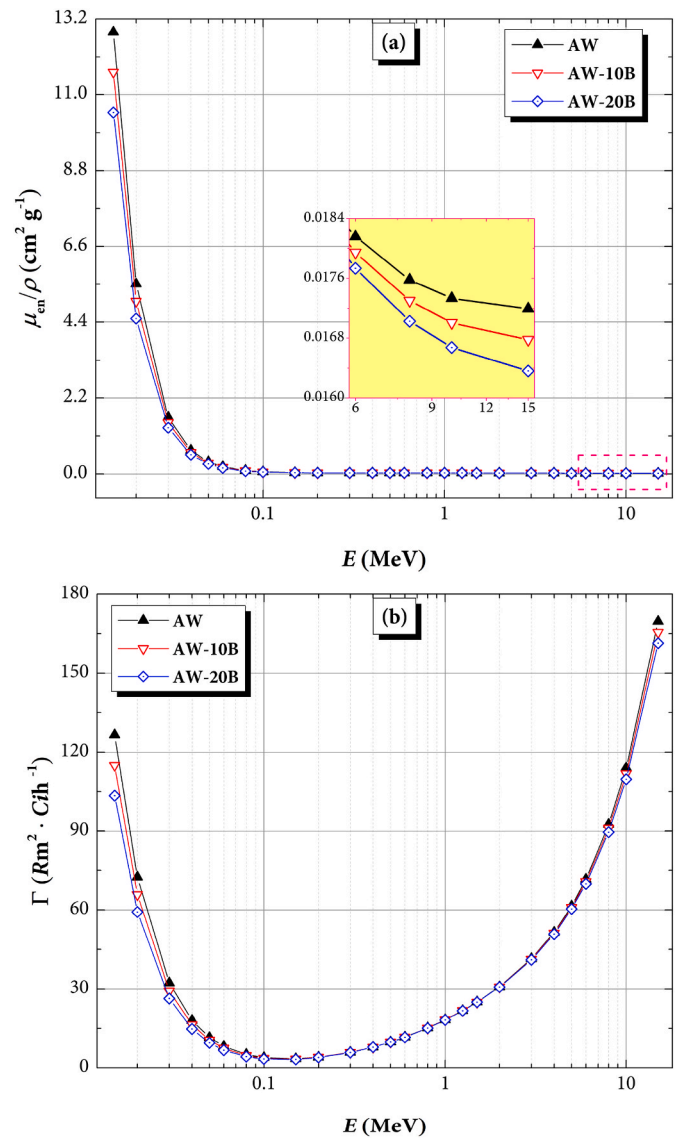 (a)
AW
AW-10B
AW-20B
13.2
11.0
8.8
6.6
4.4
2.2
0.0
μen/ρ (cm² g⁻¹)
0.0184
0.0176
0.0168
0.0160
6 9 12 15
0.1 1 10
E (MeV)
(b)
AW
AW-10B
AW-20B
180
150
120
90
60
30
0
Γ (Rm² · Cih⁻¹)
0.1 1 10
E (MeV)